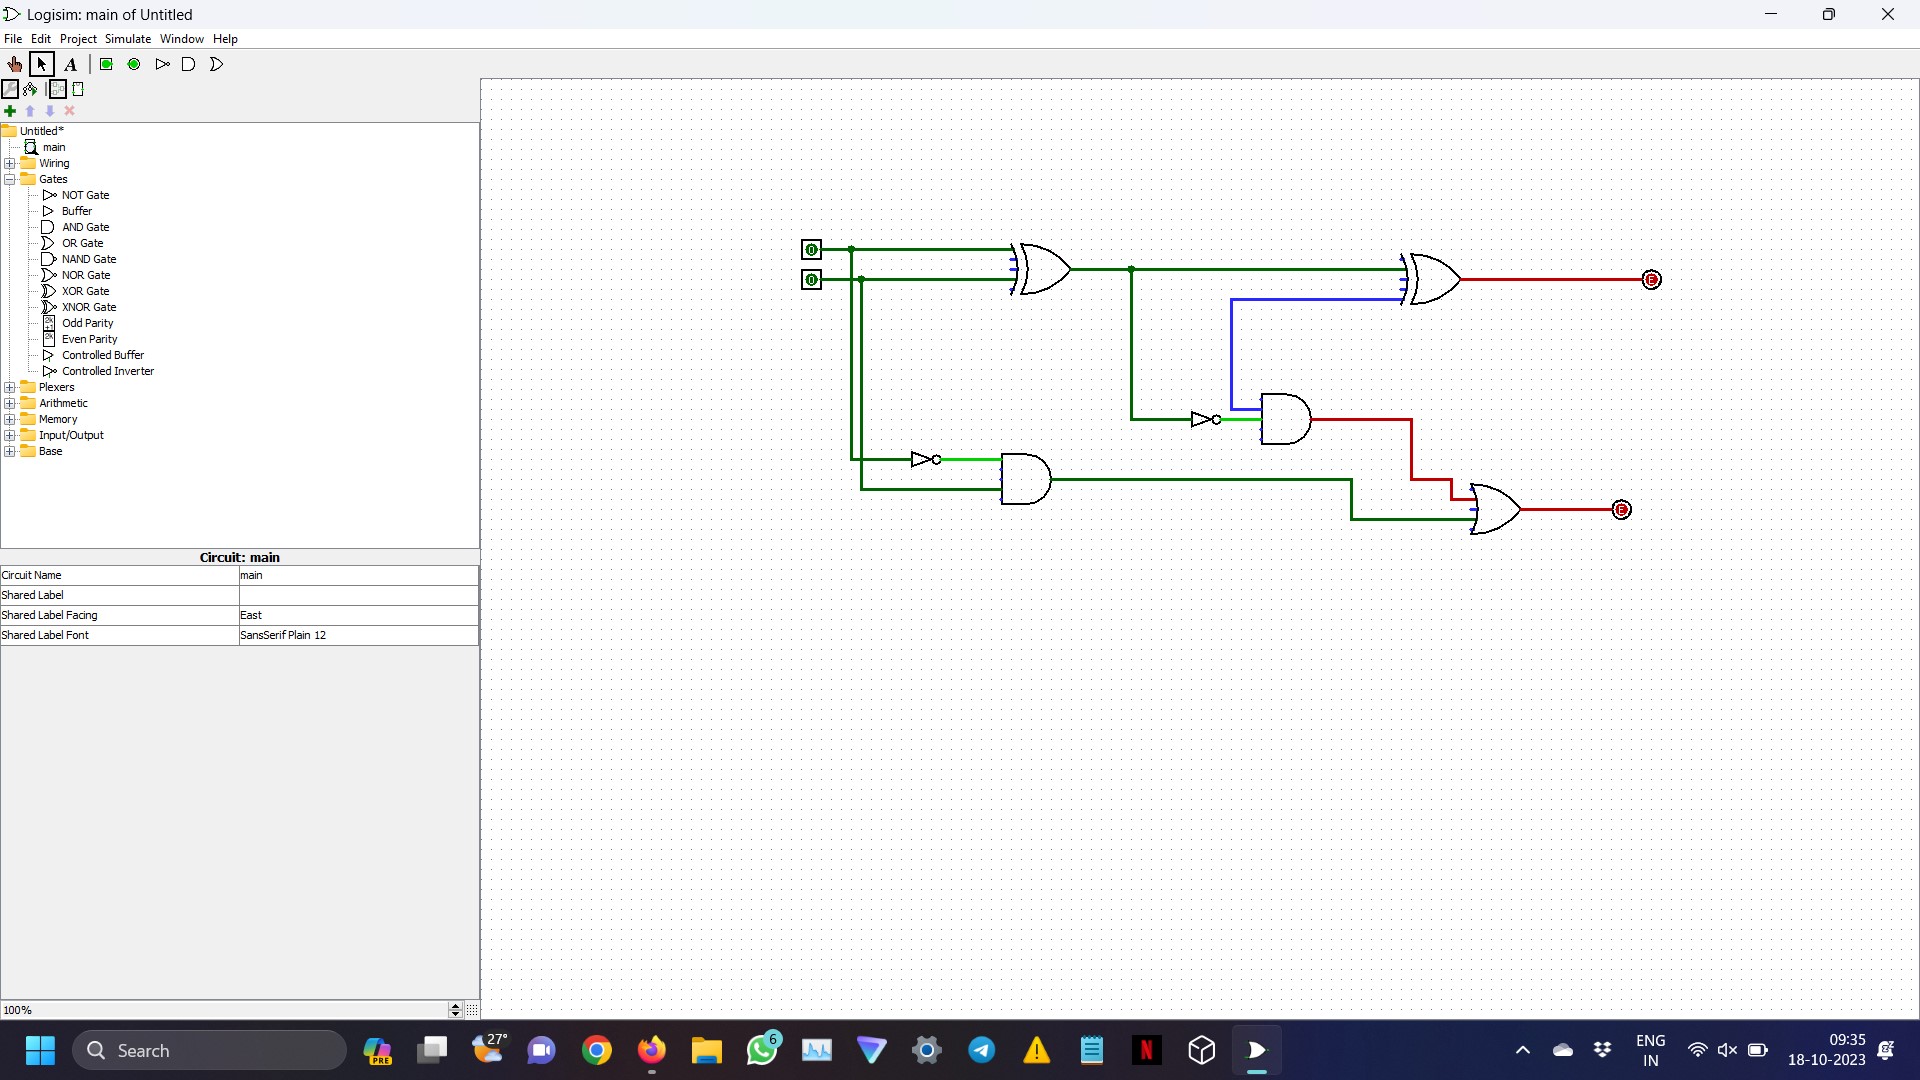 Logisim: main of Untitled
File Edit Project Simulate Window Help
A
Untitled*
main
Wiring
Gates
NOT Gate
Buffer
AND Gate
OR Gate
NAND Gate
NOR Gate
XOR Gate
XNOR Gate
Odd Parity
Even Parity
Controlled Buffer
Controlled Inverter
Plexers
Arithmetic
Memory
Input/Output
Base
Circuit: main
Circuit Name main
Shared Label
Shared Label Facing East
Shared Label Font SansSerif Plain 12
100%
0
0
E
E
Search
PRE
27°
6
N
ENG
IN
09:35
18-10-2023